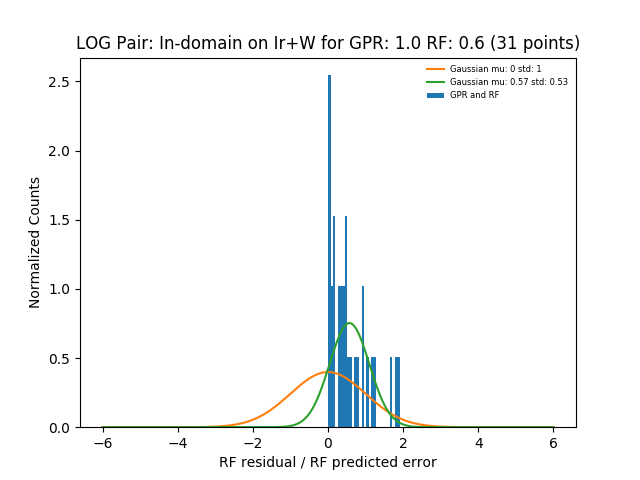 LOG Pair: In-domain on Ir+W for GPR: 1.0 RF: 0.6 (31 points)
Gaussian mu: 0 std: 1
Gaussian mu: 0.57 std: 0.53
GPR and RF
Normalized Counts
2.5
2.0
1.5
1.0
0.5
0.0
−6 −4 −2 0 2 4 6
RF residual / RF predicted error